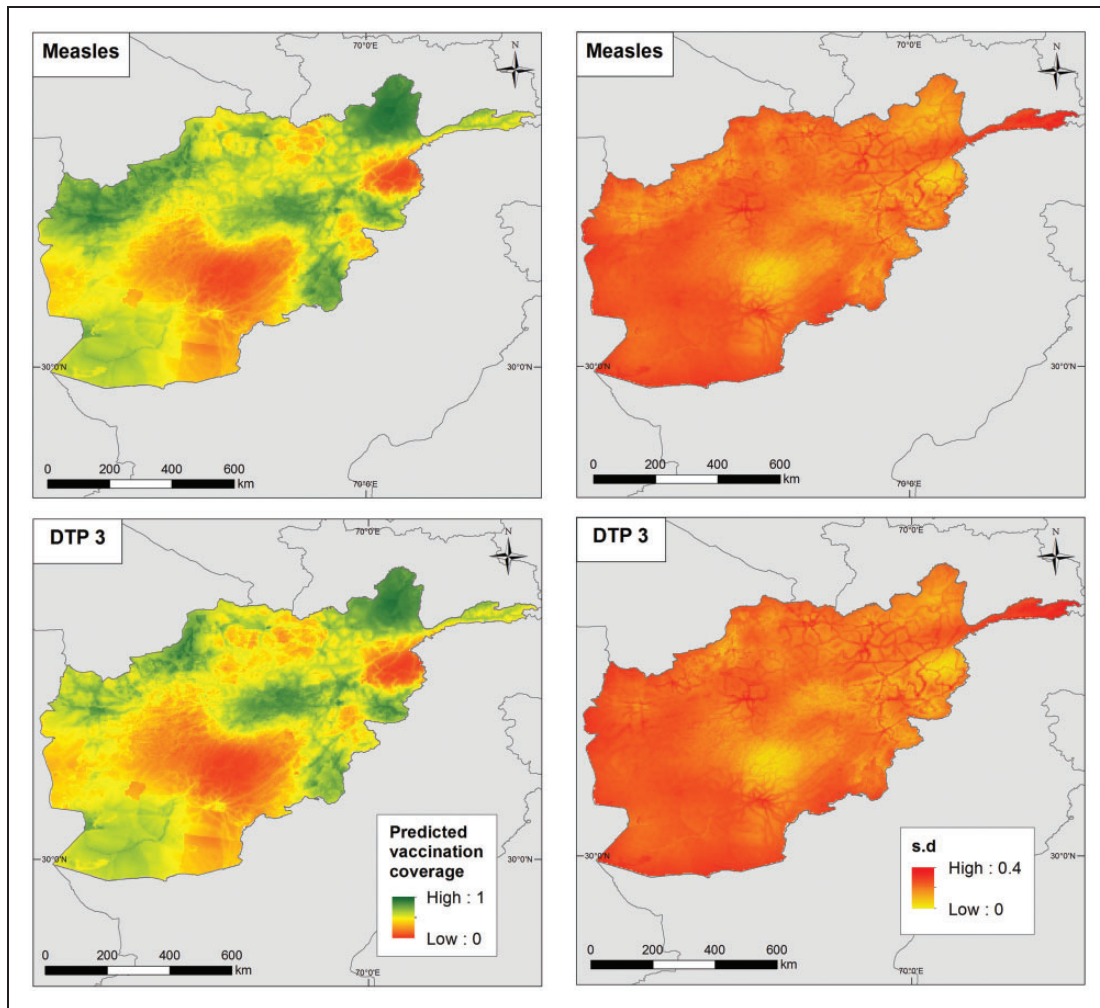 Measles
70°0'E
N
30°0'N
30°0'N
0 200 400 600
km
70°0'E
Measles
70°0'E
N
30°0'N
0 200 400 600
km
70°0'E
DTP 3
70°0'E
N
30°0'N
Predicted
vaccination
coverage
High : 1
Low : 0
0 200 400 600
km
70°0'E
DTP 3
70°0'E
N
30°0'N
30°0'N
s.d
High : 0.4
Low : 0
0 200 400 600
km
70°0'E